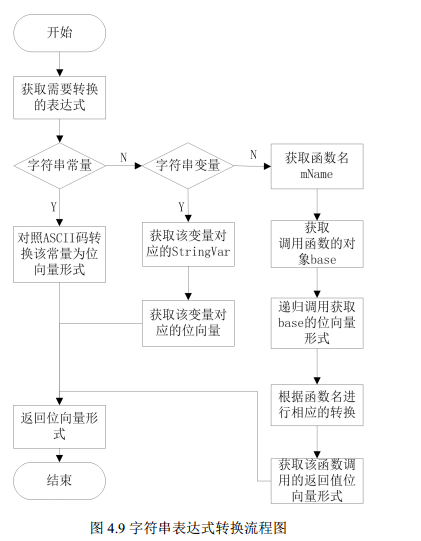 开始
获取需要转换
的表达式
字符串常量
N
字符串变量
N
获取函数名
mName
Y
Y
对照ASCII码转
换该常量为位
向量形式
获取该变量对
应的StringVar
获取
调用函数的对
象base
获取该变量对
应的位向量
递归调用获取
base的位向量
形式
根据函数名进
行相应的转换
返回位向量形
式
获取该函数调
用的返回值位
向量形式
结束
图 4.9 字符串表达式转换流程图